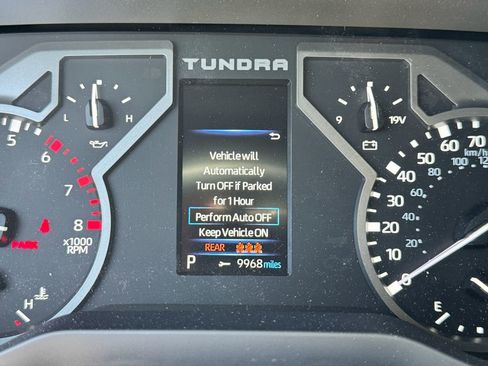 TUNDRA
L H
5
6
7
8
x1000
RPM
PARK
H
Vehicle will
Automatically
Turn OFF if Parked
for 1 Hour
Perform Auto OFF
Keep Vehicle ON
REAR
P 9968 miles
9 19V
70
60
50
40
30
20
10
0
km/h
120
100
80
60
40
20
E